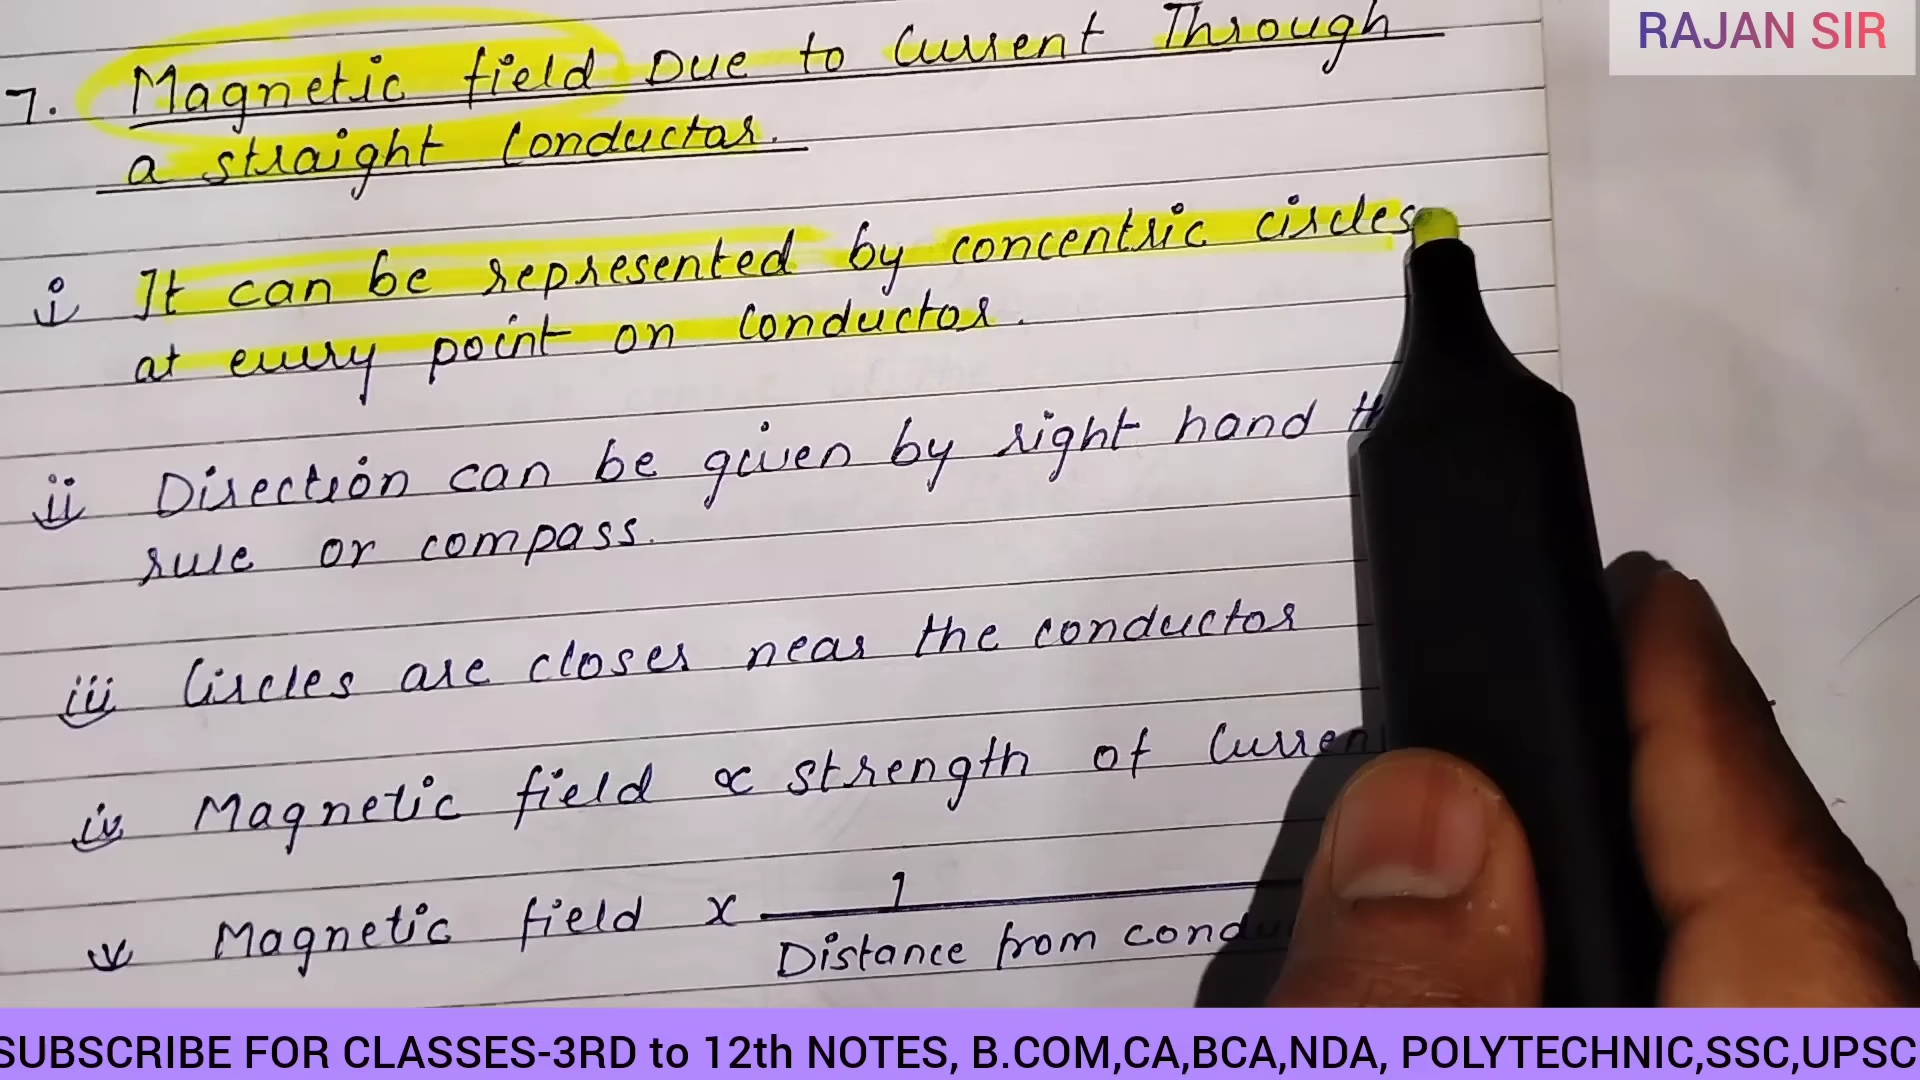 RAJAN SIR
7. Magnetic field Due to Current Through
a straight Conductor.
i It can be represented by concentric circles
at every point on conductor.
ii Direction can be given by right hand
rule or compass.
iii Circles are closer near the conductor
iv Magnetic field ∝ strength of Current
v Magnetic field ∝ 1
Distance from
SUBSCRIBE FOR CLASSES-3RD to 12th NOTES, B.COM,CA,BCA,NDA, POLYTECHNIC,SSC,UPSC